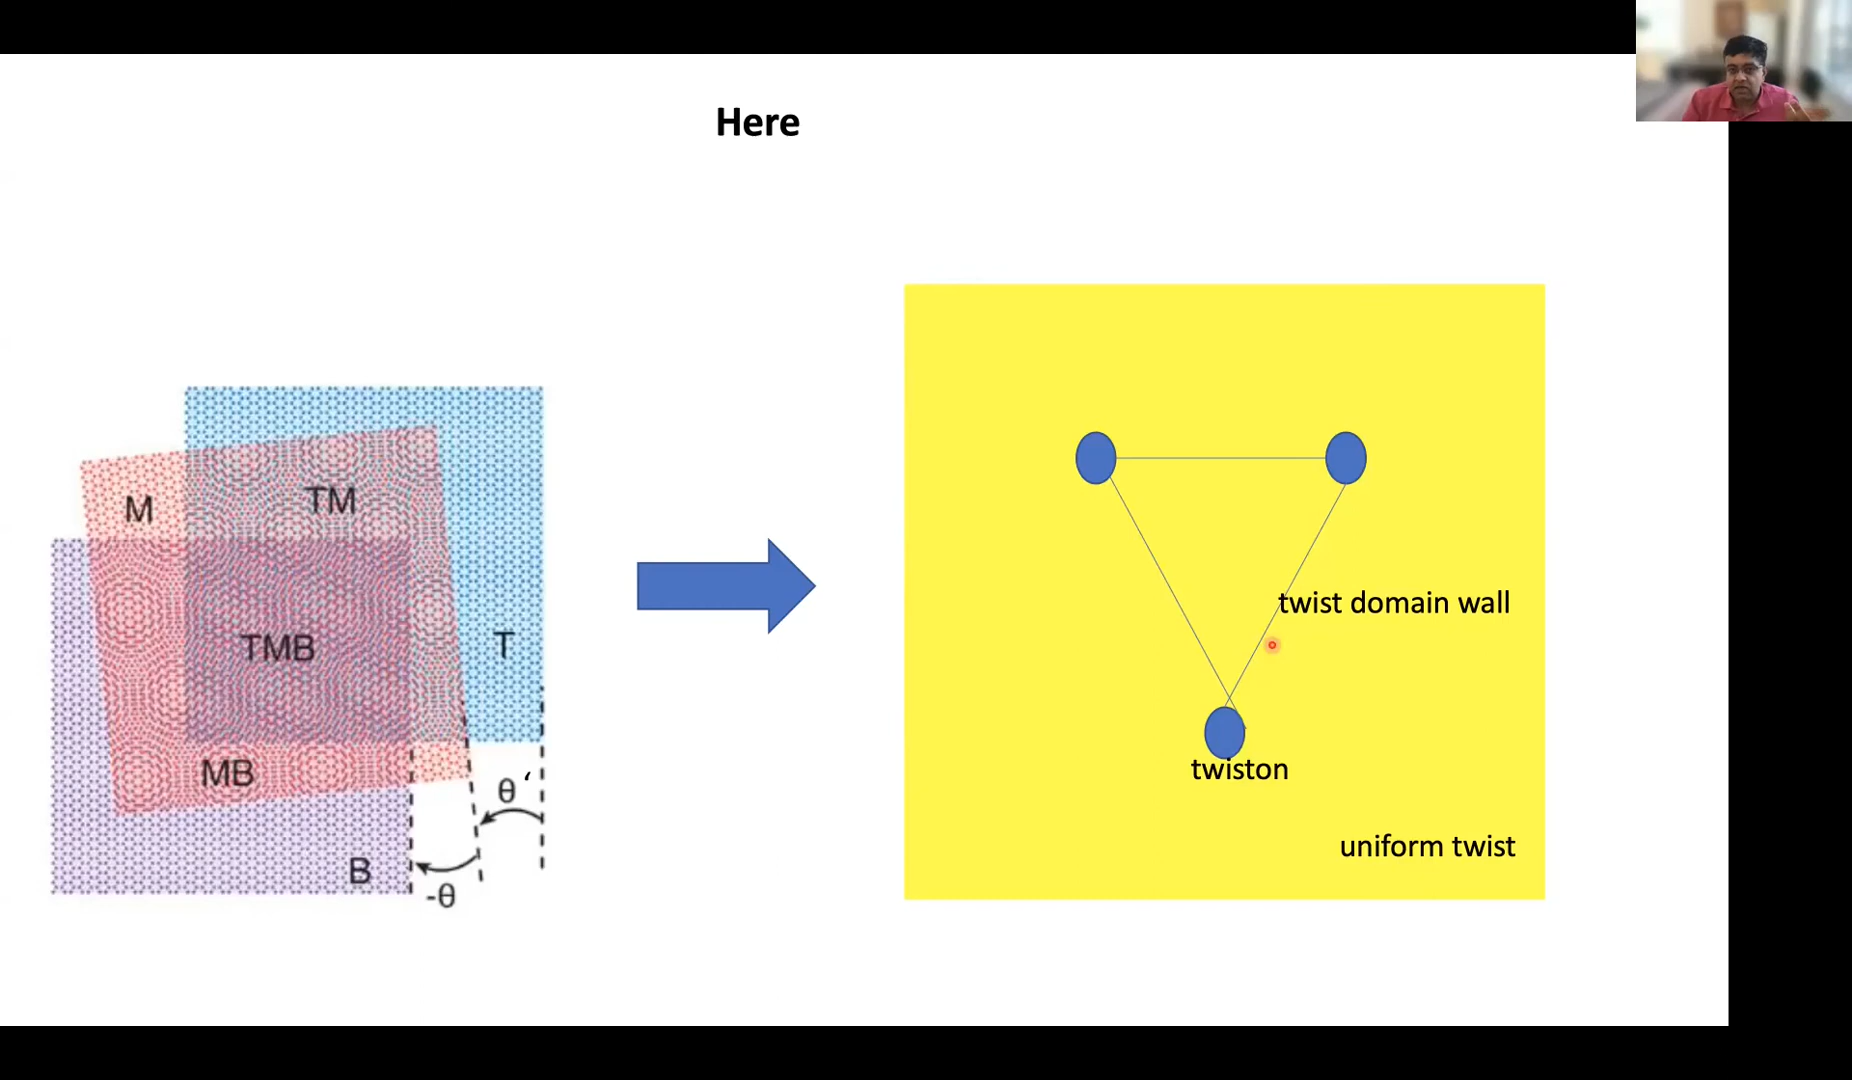 Here
M
TM
TMB
T
MB
θ ‘
B
-θ
twist domain wall
twiston
uniform twist